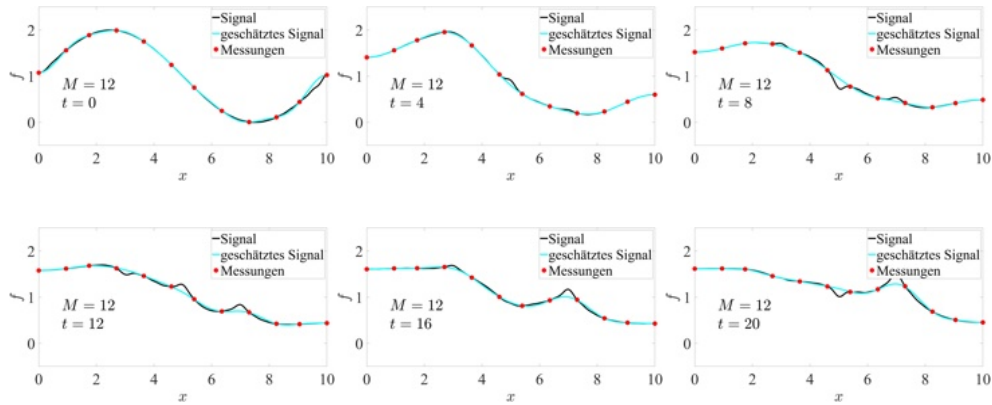 2
1
0
f
Signal
geschätztes Signal
Messungen
M = 12
t = 0
0 2 4 6 8 10
x
2
1
0
f
Signal
geschätztes Signal
Messungen
M = 12
t = 4
0 2 4 6 8 10
x
2
1
0
f
Signal
geschätztes Signal
Messungen
M = 12
t = 8
0 2 4 6 8 10
x
2
1
0
f
Signal
geschätztes Signal
Messungen
M = 12
t = 12
0 2 4 6 8 10
x
2
1
0
f
Signal
geschätztes Signal
Messungen
M = 12
t = 16
0 2 4 6 8 10
x
2
1
0
f
Signal
geschätztes Signal
Messungen
M = 12
t = 20
0 2 4 6 8 10
x